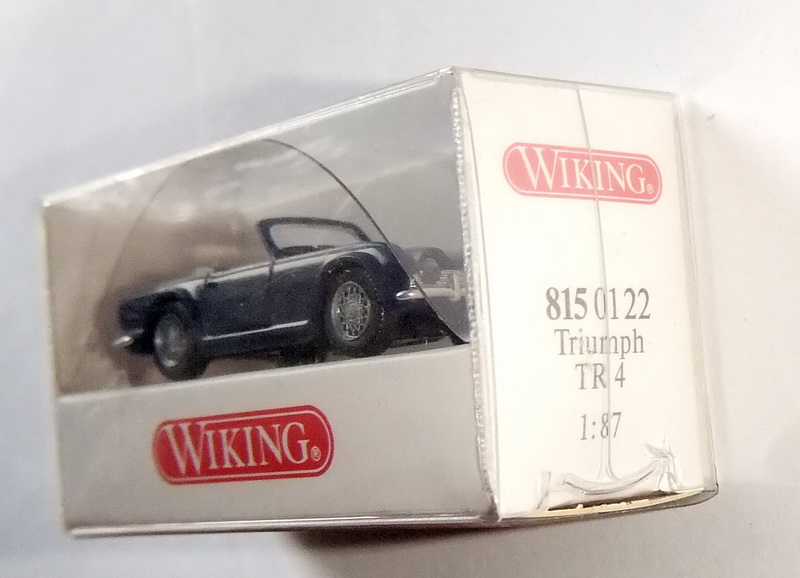 WIKING®
815 01 22
Triumph
TR 4
1:87
WIKING®